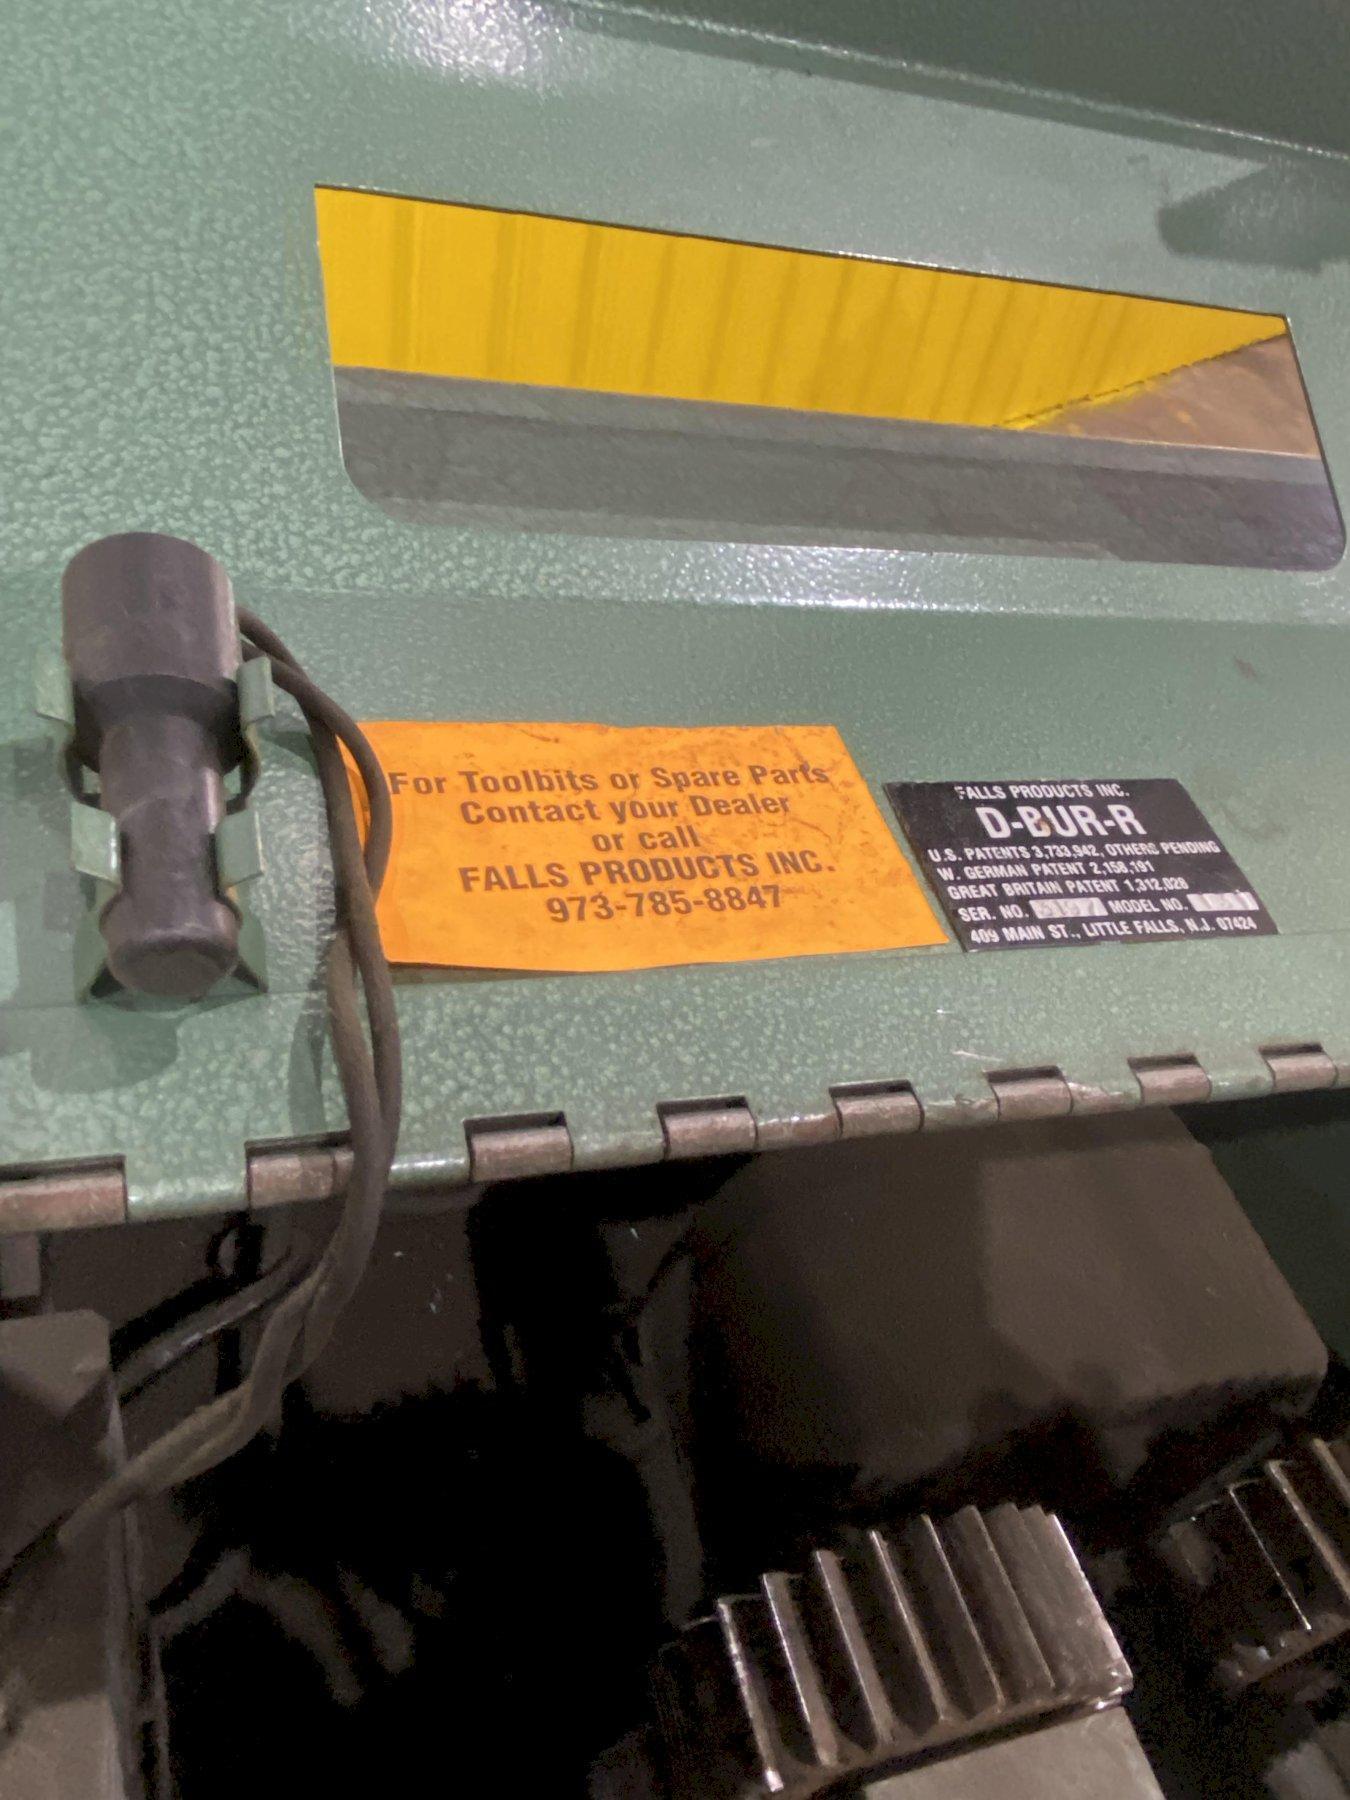 For Toolbits or Spare Parts
Contact your Dealer
or call
FALLS PRODUCTS INC.
973-785-8847
FALLS PRODUCTS INC.
D-BUR-R
U.S. PATENTS 3,733,942, OTHERS PENDING
W. GERMAN PATENT 2,158,191
GREAT BRITAIN PATENT 1,312,028
SER. NO. MODEL NO.
409 MAIN ST., LITTLE FALLS, N.J. 07424